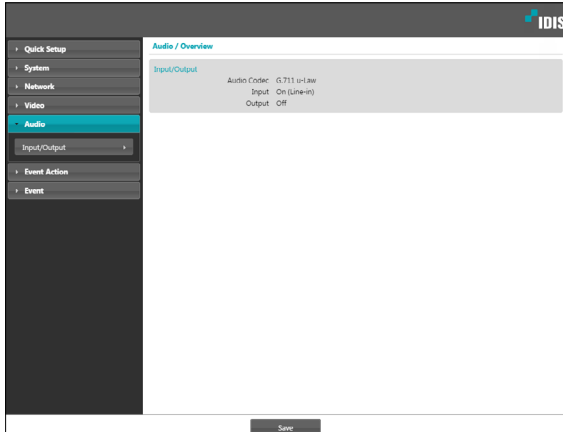 IDIS
Quick Setup
System
Network
Video
Audio
Input/Output
Event Action
Event
Audio / Overview
Input/Output
Audio Codec G.711 u-Law
Input On (Line-in)
Output Off
Save